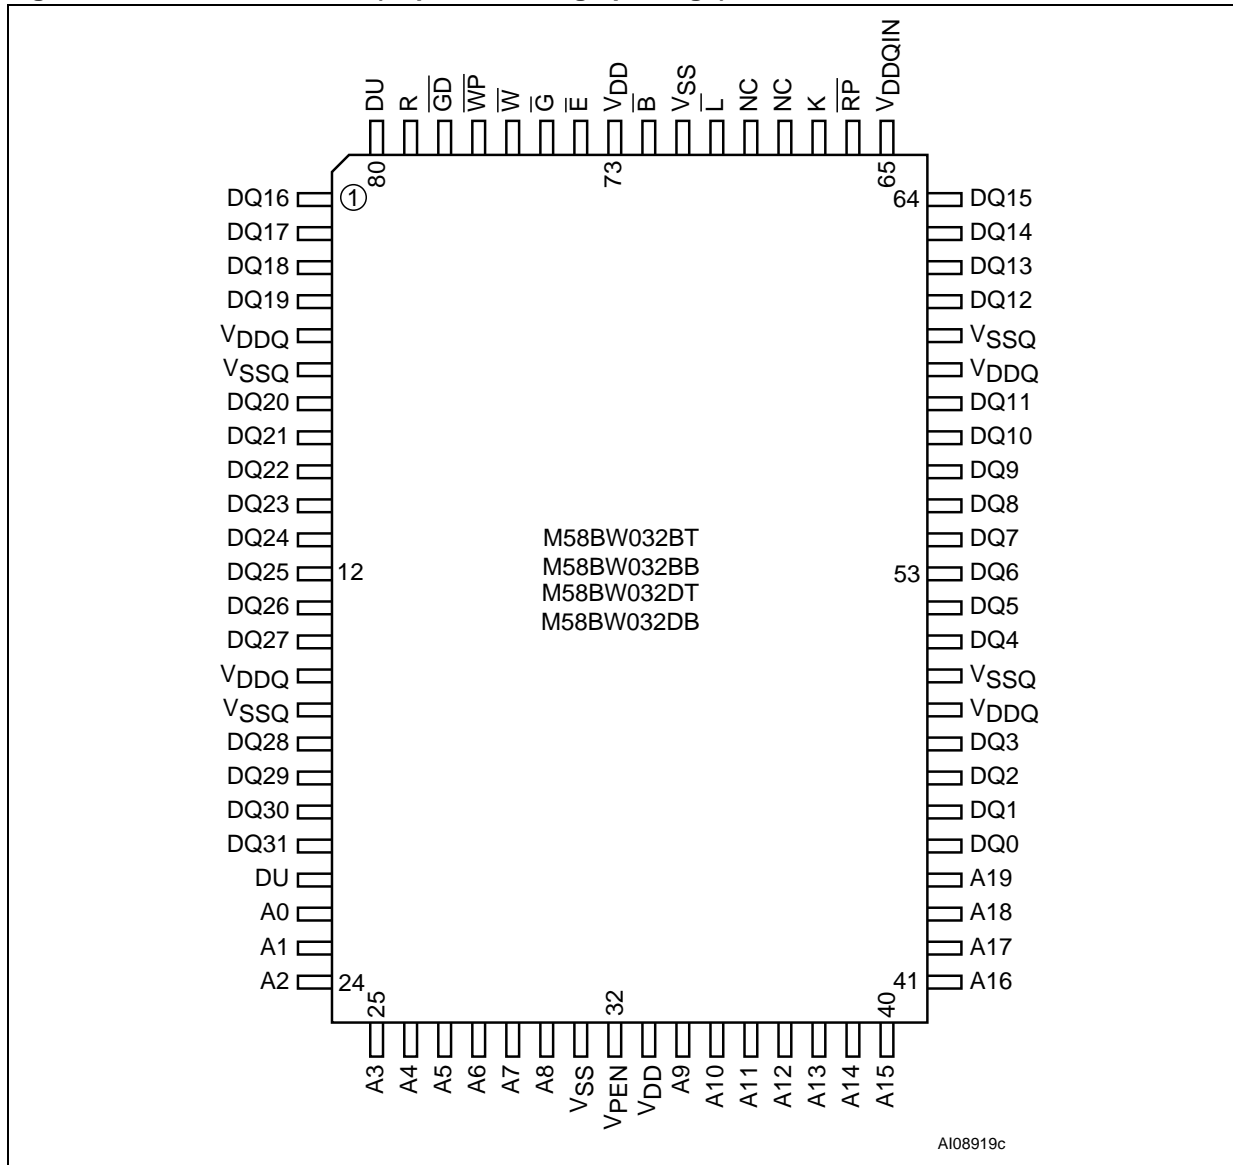 DU R GD WP W G E VDD B VSS L NC NC K RP VDDQIN
80 73 65
DQ16 1 64 DQ15
DQ17 DQ14
DQ18 DQ13
DQ19 DQ12
VDDQ VSSQ
VSSQ VDDQ
DQ20 DQ11
DQ21 DQ10
DQ22 DQ9
DQ23 DQ8
DQ24 M58BW032BT DQ7
DQ25 12 M58BW032BB 53 DQ6
DQ26 M58BW032DT DQ5
M58BW032DB
DQ27 DQ4
VDDQ VSSQ
VSSQ VDDQ
DQ28 DQ3
DQ29 DQ2
DQ30 DQ1
DQ31 DQ0
DU A19
A0 A18
A1 A17
A2 24 41 A16
25 32 40
A3 A4 A5 A6 A7 A8 VSS VPEN VDD A9 A10 A11 A12 A13 A14 A15
AI08919c